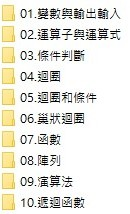 01.變數與輸出輸入
02.運算子與運算式
03.條件判斷
04.迴圈
05.迴圈和條件
06.巢狀迴圈
07.函數
08.陣列
09.演算法
10.遞迴函數